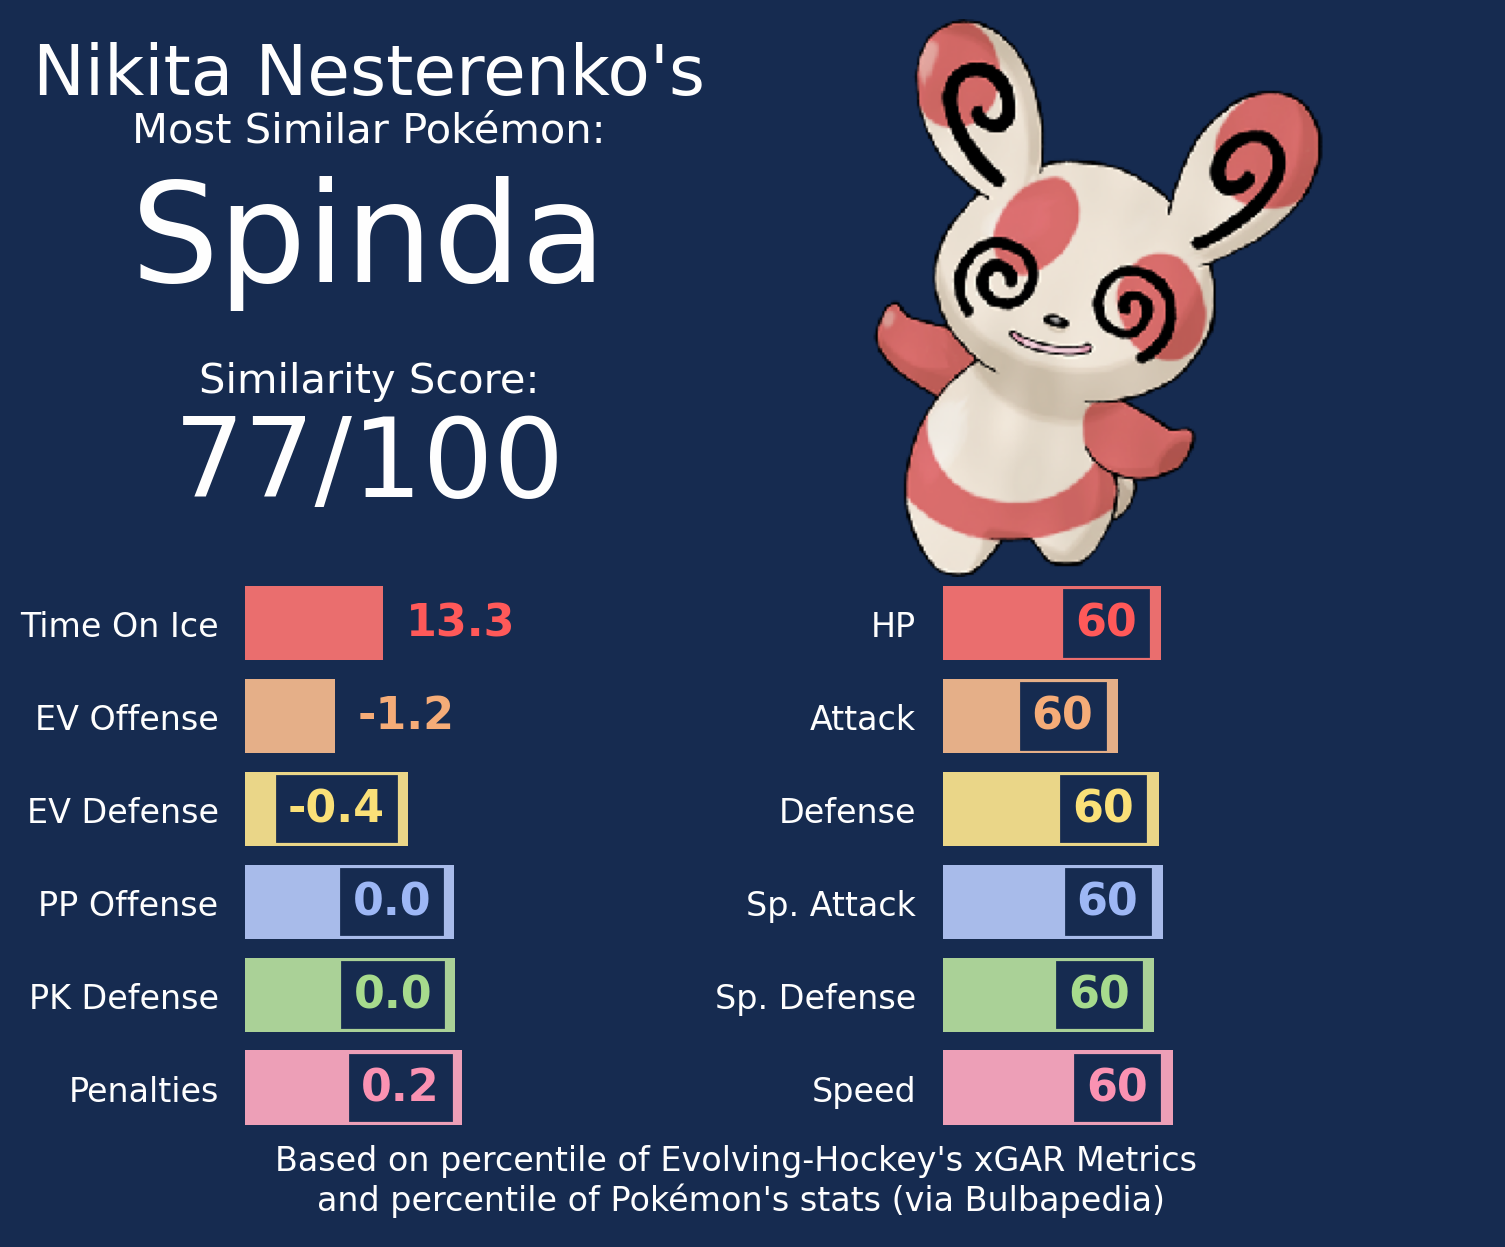 Nikita Nesterenko's
Most Similar Pokémon:
Spinda
Similarity Score:
77/100
Time On Ice 13.3
EV Offense -1.2
EV Defense -0.4
PP Offense 0.0
PK Defense 0.0
Penalties 0.2
HP 60
Attack 60
Defense 60
Sp. Attack 60
Sp. Defense 60
Speed 60
Based on percentile of Evolving-Hockey's xGAR Metrics
and percentile of Pokémon's stats (via Bulbapedia)